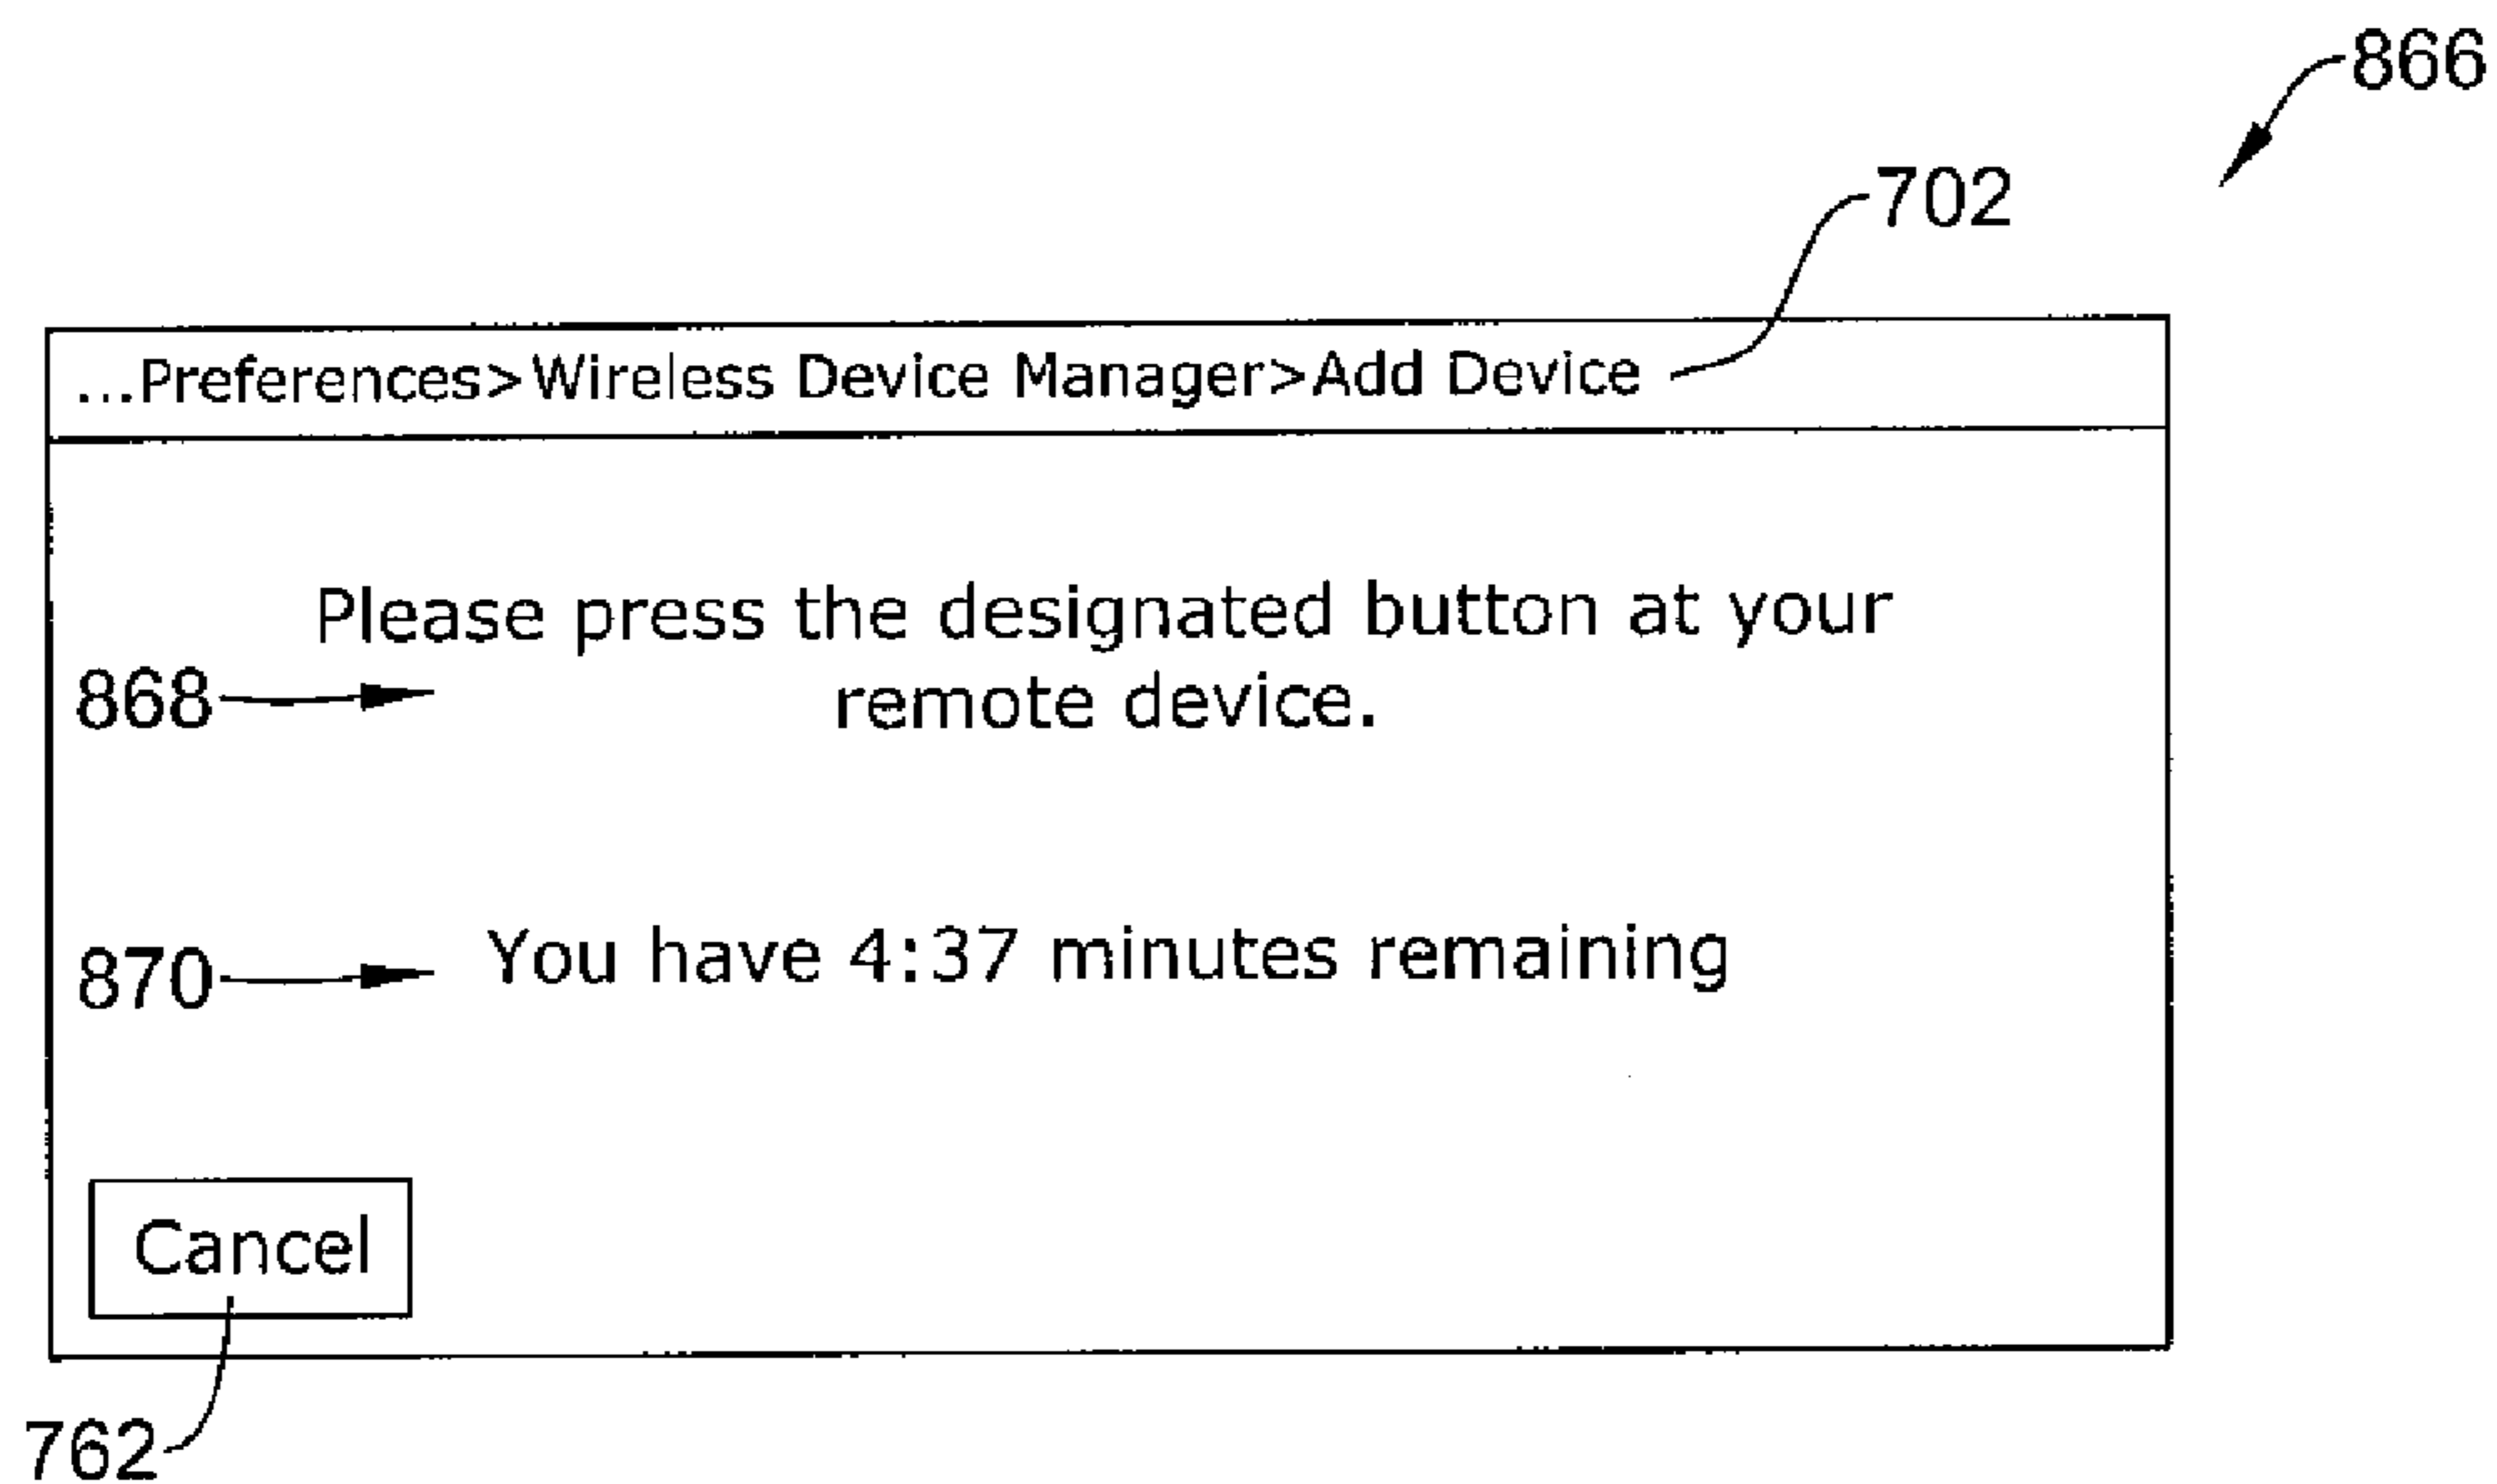 866
702
...Preferences>Wireless Device Manager>Add Device
Please press the designated button at your
868
remote device.
870
You have 4:37 minutes remaining
Cancel
762